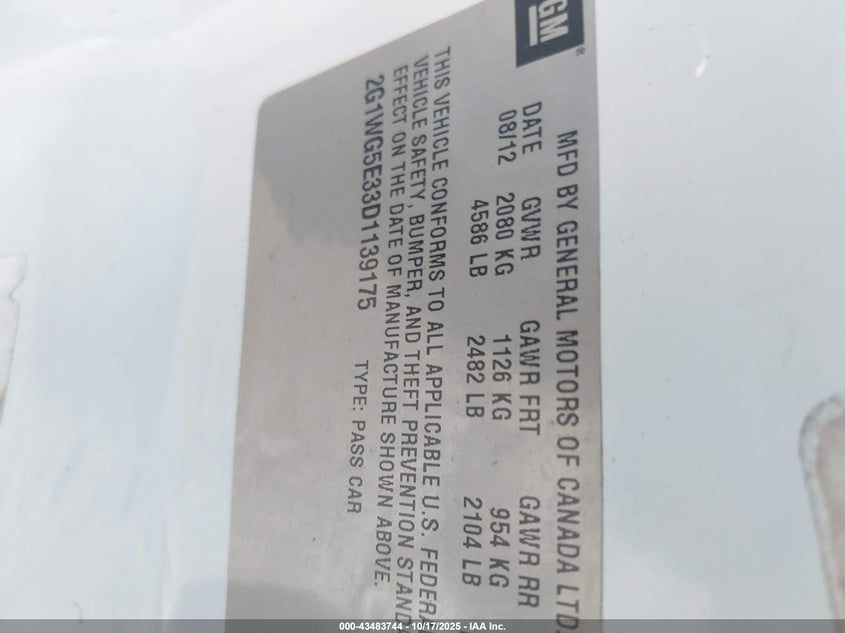 GM
MFD BY GENERAL MOTORS OF CANADA LTD.
DATE GVWR GAWR FRT GAWR RR
08/12 2080 KG 1126 KG 954 KG
4586 LB 2482 LB 2104 LB
THIS VEHICLE CONFORMS TO ALL APPLICABLE U.S. FEDERA
VEHICLE SAFETY, BUMPER, AND THEFT PREVENTION STAND
EFFECT ON THE DATE OF MANUFACTURE SHOWN ABOVE.
2G1WG5E33D1139175 TYPE: PASS CAR
000-43483744 - 10/17/2025 - IAA Inc.